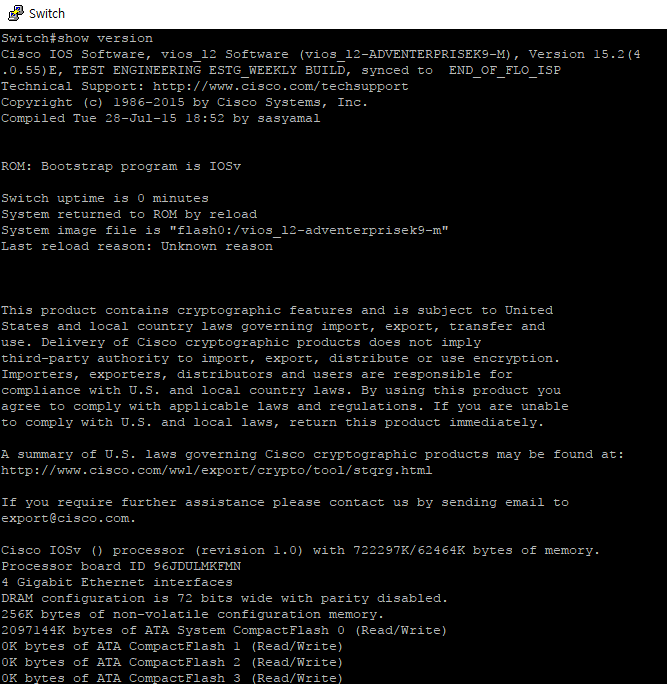 Switch
Switch#show version
Cisco IOS Software, vios_l2 Software (vios_l2-ADVENTERPRISEK9-M), Version 15.2(4
.0.55)E, TEST ENGINEERING ESTG_WEEKLY BUILD, synced to  END_OF_FLO_ISP
Technical Support: http://www.cisco.com/techsupport
Copyright (c) 1986-2015 by Cisco Systems, Inc.
Compiled Tue 28-Jul-15 18:52 by sasyamal
ROM: Bootstrap program is IOSv
Switch uptime is 0 minutes
System returned to ROM by reload
System image file is "flash0:/vios_l2-adventerprisek9-m"
Last reload reason: Unknown reason
This product contains cryptographic features and is subject to United
States and local country laws governing import, export, transfer and
use. Delivery of Cisco cryptographic products does not imply
third-party authority to import, export, distribute or use encryption.
Importers, exporters, distributors and users are responsible for
compliance with U.S. and local country laws. By using this product you
agree to comply with applicable laws and regulations. If you are unable
to comply with U.S. and local laws, return this product immediately.
A summary of U.S. laws governing Cisco cryptographic products may be found at:
http://www.cisco.com/wwl/export/crypto/tool/stqrg.html
If you require further assistance please contact us by sending email to
export@cisco.com.
Cisco IOSv () processor (revision 1.0) with 722297K/62464K bytes of memory.
Processor board ID 96JDULMKFMN
4 Gigabit Ethernet interfaces
DRAM configuration is 72 bits wide with parity disabled.
256K bytes of non-volatile configuration memory.
2097144K bytes of ATA System CompactFlash 0 (Read/Write)
0K bytes of ATA CompactFlash 1 (Read/Write)
0K bytes of ATA CompactFlash 2 (Read/Write)
0K bytes of ATA CompactFlash 3 (Read/Write)